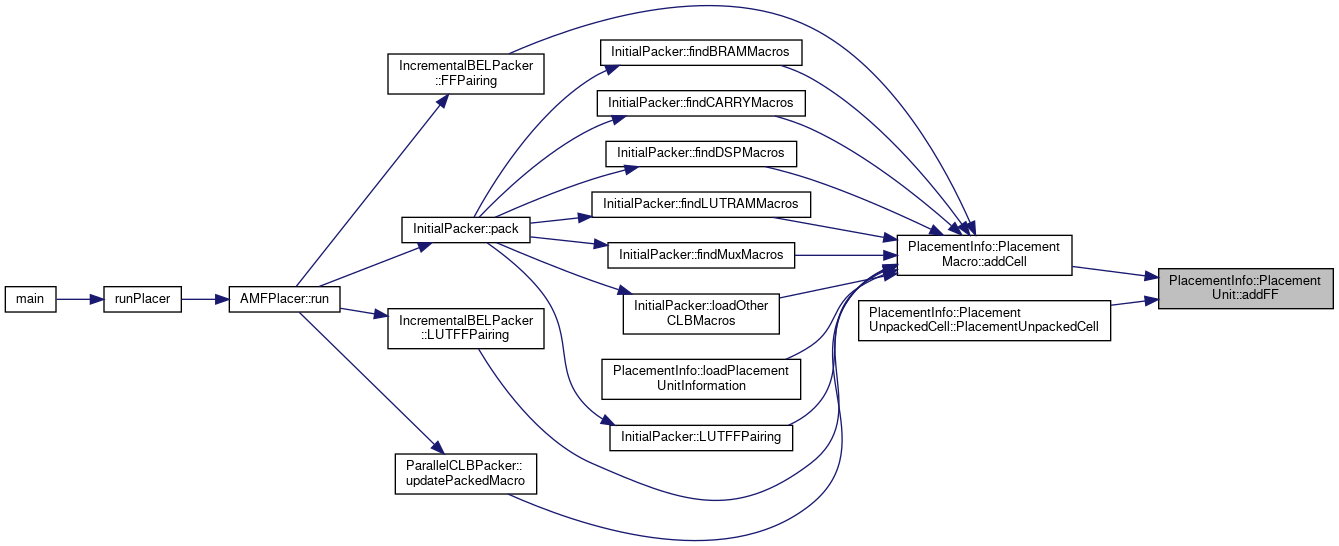 main
runPlacer
AMFPlacer::run
IncrementalBELPacker
::FFPairing
InitialPacker::pack
IncrementalBELPacker
::LUTFFPairing
ParallelCLBPacker::
updatePackedMacro
InitialPacker::findBRAMMacros
InitialPacker::findCARRYMacros
InitialPacker::findDSPMacros
InitialPacker::findLUTRAMMacros
InitialPacker::findMuxMacros
InitialPacker::loadOther
CLBMacros
PlacementInfo::loadPlacement
UnitInformation
InitialPacker::LUTFFPairing
PlacementInfo::Placement
Macro::addCell
PlacementInfo::Placement
UnpackedCell::PlacementUnpackedCell
PlacementInfo::Placement
Unit::addFF